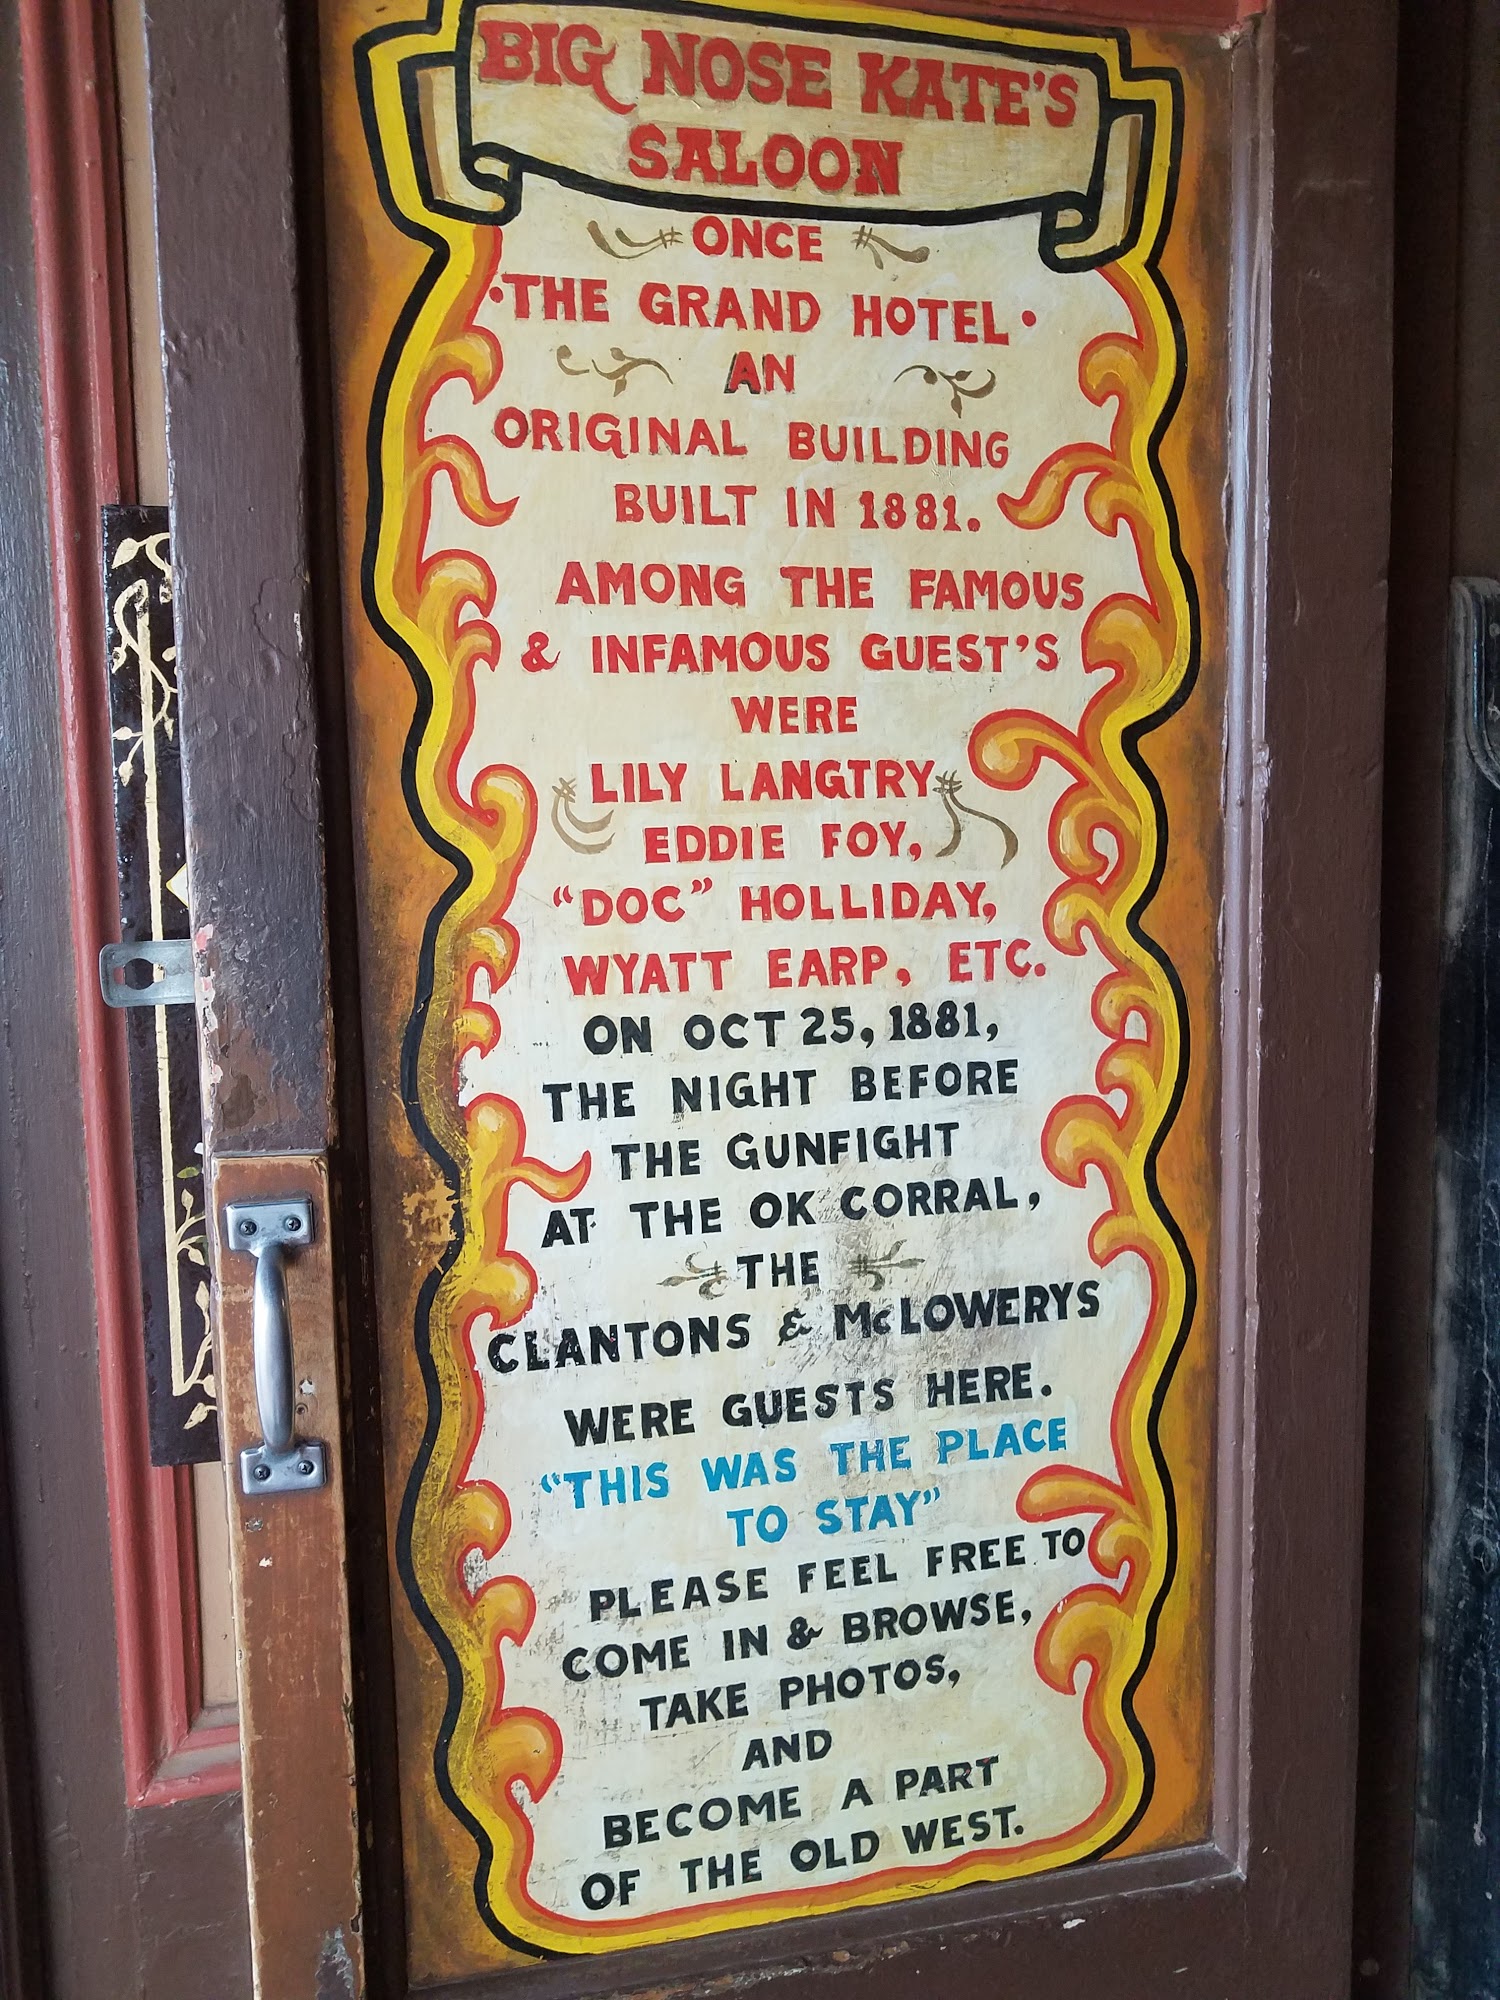 BIG NOSE KATE'S
SALOON
ONCE
·THE GRAND HOTEL·
AN
ORIGINAL BUILDING
BUILT IN 1881.
AMONG THE FAMOUS
& INFAMOUS GUEST'S
WERE
LILY LANGTRY
EDDIE FOY,
"DOC" HOLLIDAY,
WYATT EARP, ETC.
ON OCT 25, 1881,
THE NIGHT BEFORE
THE GUNFIGHT
AT THE OK CORRAL,
THE
CLANTONS & McLOWERYS
WERE GUESTS HERE.
"THIS WAS THE PLACE
TO STAY"
PLEASE FEEL FREE TO
COME IN & BROWSE,
TAKE PHOTOS,
AND
BECOME A PART
OF THE OLD WEST.